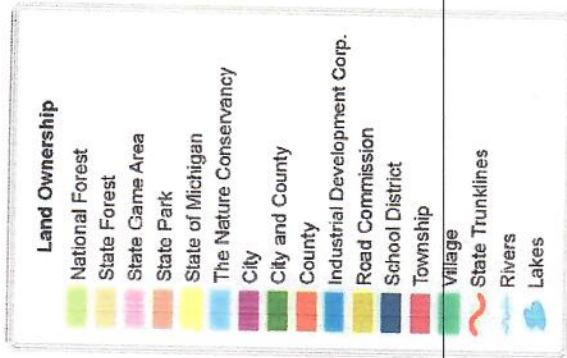 Land Ownership
National Forest
State Forest
State Game Area
State Park
State of Michigan
The Nature Conservancy
City
City and County
County
Industrial Development Corp.
Road Commission
School District
Township
Village
State Trunklines
Rivers
Lakes